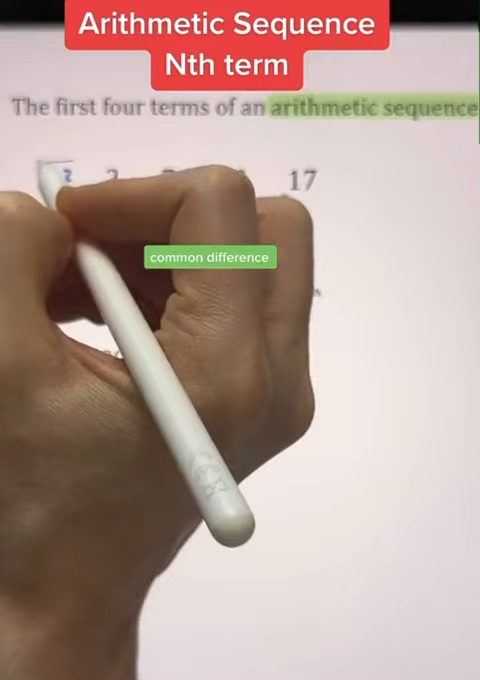 Arithmetic Sequence
Nth term
The first four terms of an arithmetic sequence
17
common difference